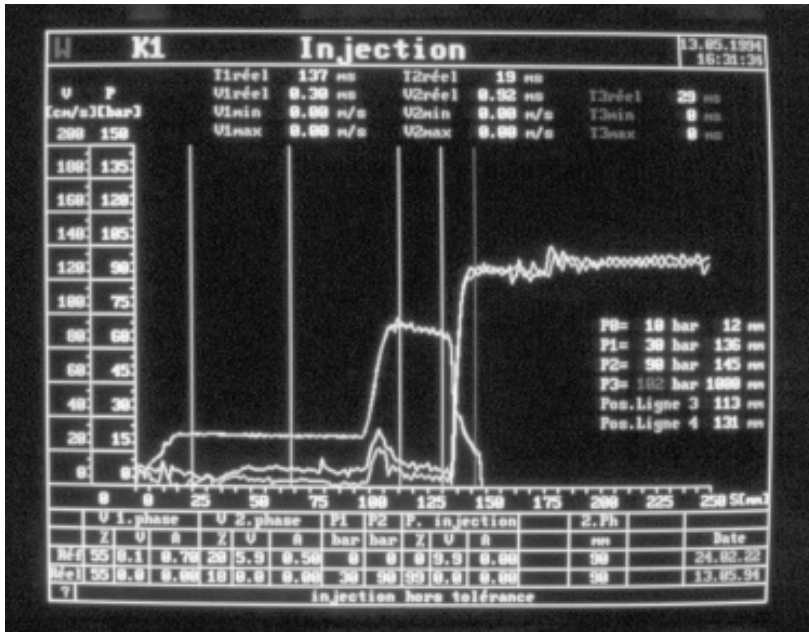 K1 Injection 13.05.1994
16:31:34
T1réel 137 ms T2réel 19 ms
V P V1réel 0.30 m/s V2réel 0.92 m/s T3réel 29 ms
[cm/s][bar] V1min 0.00 m/s V2min 0.00 m/s T3min 0 ms
200 150 V1max 0.00 m/s V2max 0.00 m/s T3max 0 ms
180 135
160 120
140 105
120 90
100 75
80 60
60 45
40 30
20 15
0 0
P0= 10 bar 12 mm
P1= 30 bar 136 mm
P2= 90 bar 145 mm
P3= 102 bar 1000 mm
Pos.Ligne 3 113 mm
Pos.Ligne 4 131 mm
0 0 25 50 75 100 125 150 175 200 225 250 S[mm]
V 1.phase V 2.phase P1 P2 P. injection 2.Ph
% V A % V A bar bar % V A mm Date
Réf 55 0.1 0.70 20 5.9 0.50 0 0 0 9.9 0.00 90 24.02.22
Réel 55 0.0 0.00 18 0.0 0.00 30 90 99 0.0 0.00 90 13.05.94
? injection hors tolérance